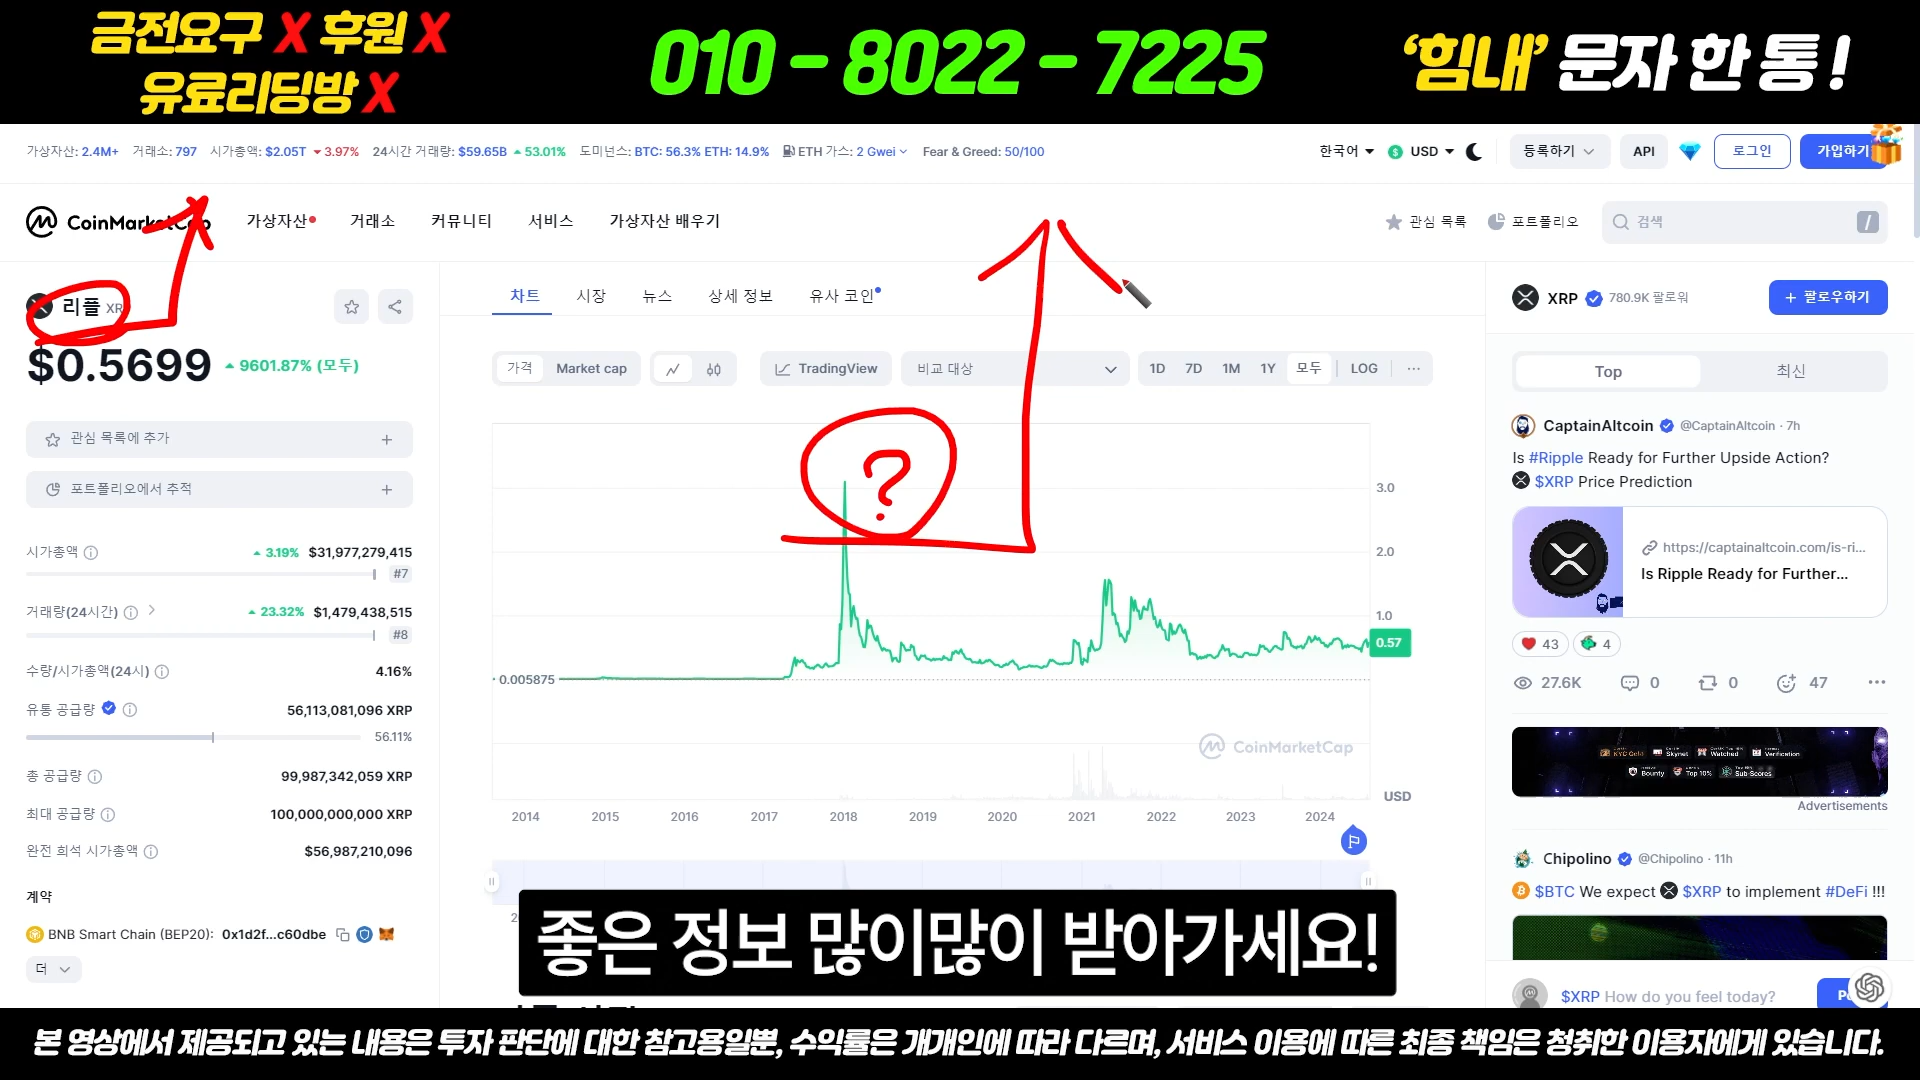 금전요구 X 후원 X
유료리딩방 X
010 - 8022 - 7225
‘힘내’ 문자 한 통 !
가상자산: 2.4M+ 거래소: 797 시가총액: $2.05T 3.97% 24시간 거래량: $59.65B 53.01% 도미넌스: BTC: 56.3% ETH: 14.9% ETH 가스: 2 Gwei Fear & Greed: 50/100
한국어 USD 등록하기 API 로그인 가입하기
CoinMarketCap 가상자산 거래소 커뮤니티 서비스 가상자산 배우기
관심 목록 포트폴리오 검색 /
리플 XR
$0.5699 9601.87% (모두)
관심 목록에 추가 +
포트폴리오에서 추적 +
시가총액 3.19% $31,977,279,415
#7
거래량(24시간) 23.32% $1,479,438,515
#8
수량/시가총액(24시) 4.16%
유통 공급량 56,113,081,096 XRP
56.11%
총 공급량 99,987,342,059 XRP
최대 공급량 100,000,000,000 XRP
완전 희석 시가총액 $56,987,210,096
계약
BNB Smart Chain (BEP20): 0x1d2f...c60dbe
더
차트 시장 뉴스 상세 정보 유사 코인
가격 Market cap TradingView 비교 대상 1D 7D 1M 1Y 모두 LOG ...
?
3.0
2.0
1.0
0.57
0.005875
CoinMarketCap
USD
2014 2015 2016 2017 2018 2019 2020 2021 2022 2023 2024
XRP 780.9K 팔로워 + 팔로우하기
Top 최신
CaptainAltcoin @CaptainAltcoin · 7h
Is #Ripple Ready for Further Upside Action?
$XRP Price Prediction
https://captainaltcoin.com/is-ri...
Is Ripple Ready for Further...
43 4
27.6K 0 0 47 ...
KYC Gold Skynet Watched Verification
Bounty Top 10% Sub-Scores
Advertisements
Chipolino @Chipolino · 11h
$BTC We expect $XRP to implement #DeFi !!!
$XRP How do you feel today?
좋은 정보 많이많이 받아가세요!
본 영상에서 제공되고 있는 내용은 투자 판단에 대한 참고용일뿐, 수익률은 개개인에 따라 다르며, 서비스 이용에 따른 최종 책임은 청취한 이용자에게 있습니다.